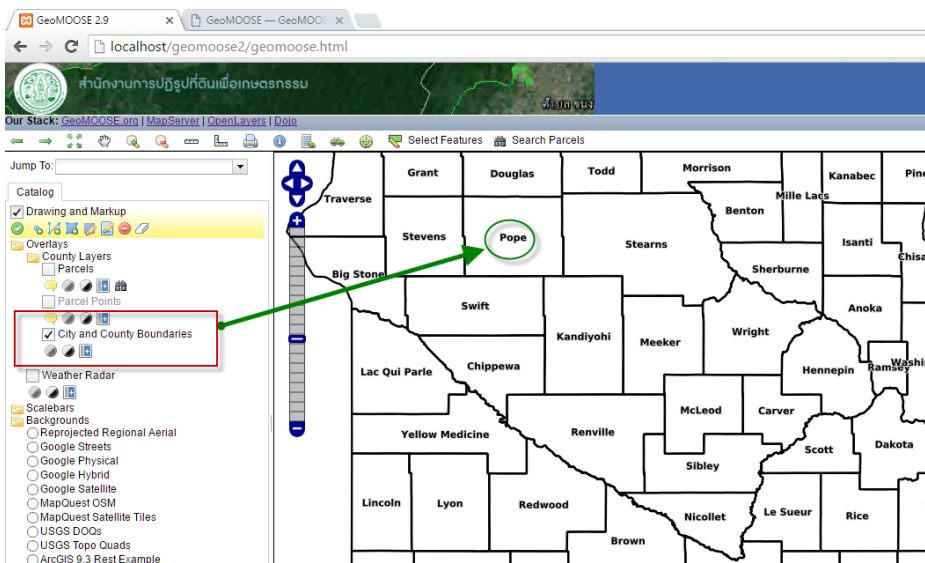 GeoMOOSE 2.9
GeoMOOSE — GeoMOOS
localhost/geomoose2/geomoose.html
สำนักงานการปฏิรูปที่ดินเพื่อเกษตรกรรม
Our Stack: GeoMOOSE.org | MapServer | OpenLayers | Dojo
Select Features Search Parcels
Jump To:
Catalog
Drawing and Markup
Overlays
County Layers
Parcels
Parcel Points
City and County Boundaries
Weather Radar
Scalebars
Backgrounds
Reprojected Regional Aerial
Google Streets
Google Physical
Google Hybrid
Google Satellite
MapQuest OSM
MapQuest Satellite Tiles
USGS DOQs
USGS Topo Quads
ArcGIS 9.3 Rest Example
Grant Douglas Todd Morrison Kanabec Pine
Traverse Mille Lacs
Benton
Stevens Pope Stearns Isanti
Chisa
Big Stone Sherburne
Swift Anoka
Kandiyohi Meeker Wright
Lac Qui Parle Chippewa Hennepin Ramsey Washi
McLeod Carver
Yellow Medicine Renville Scott Dakota
Sibley
Lincoln Lyon Redwood Nicollet Le Sueur Rice
Brown